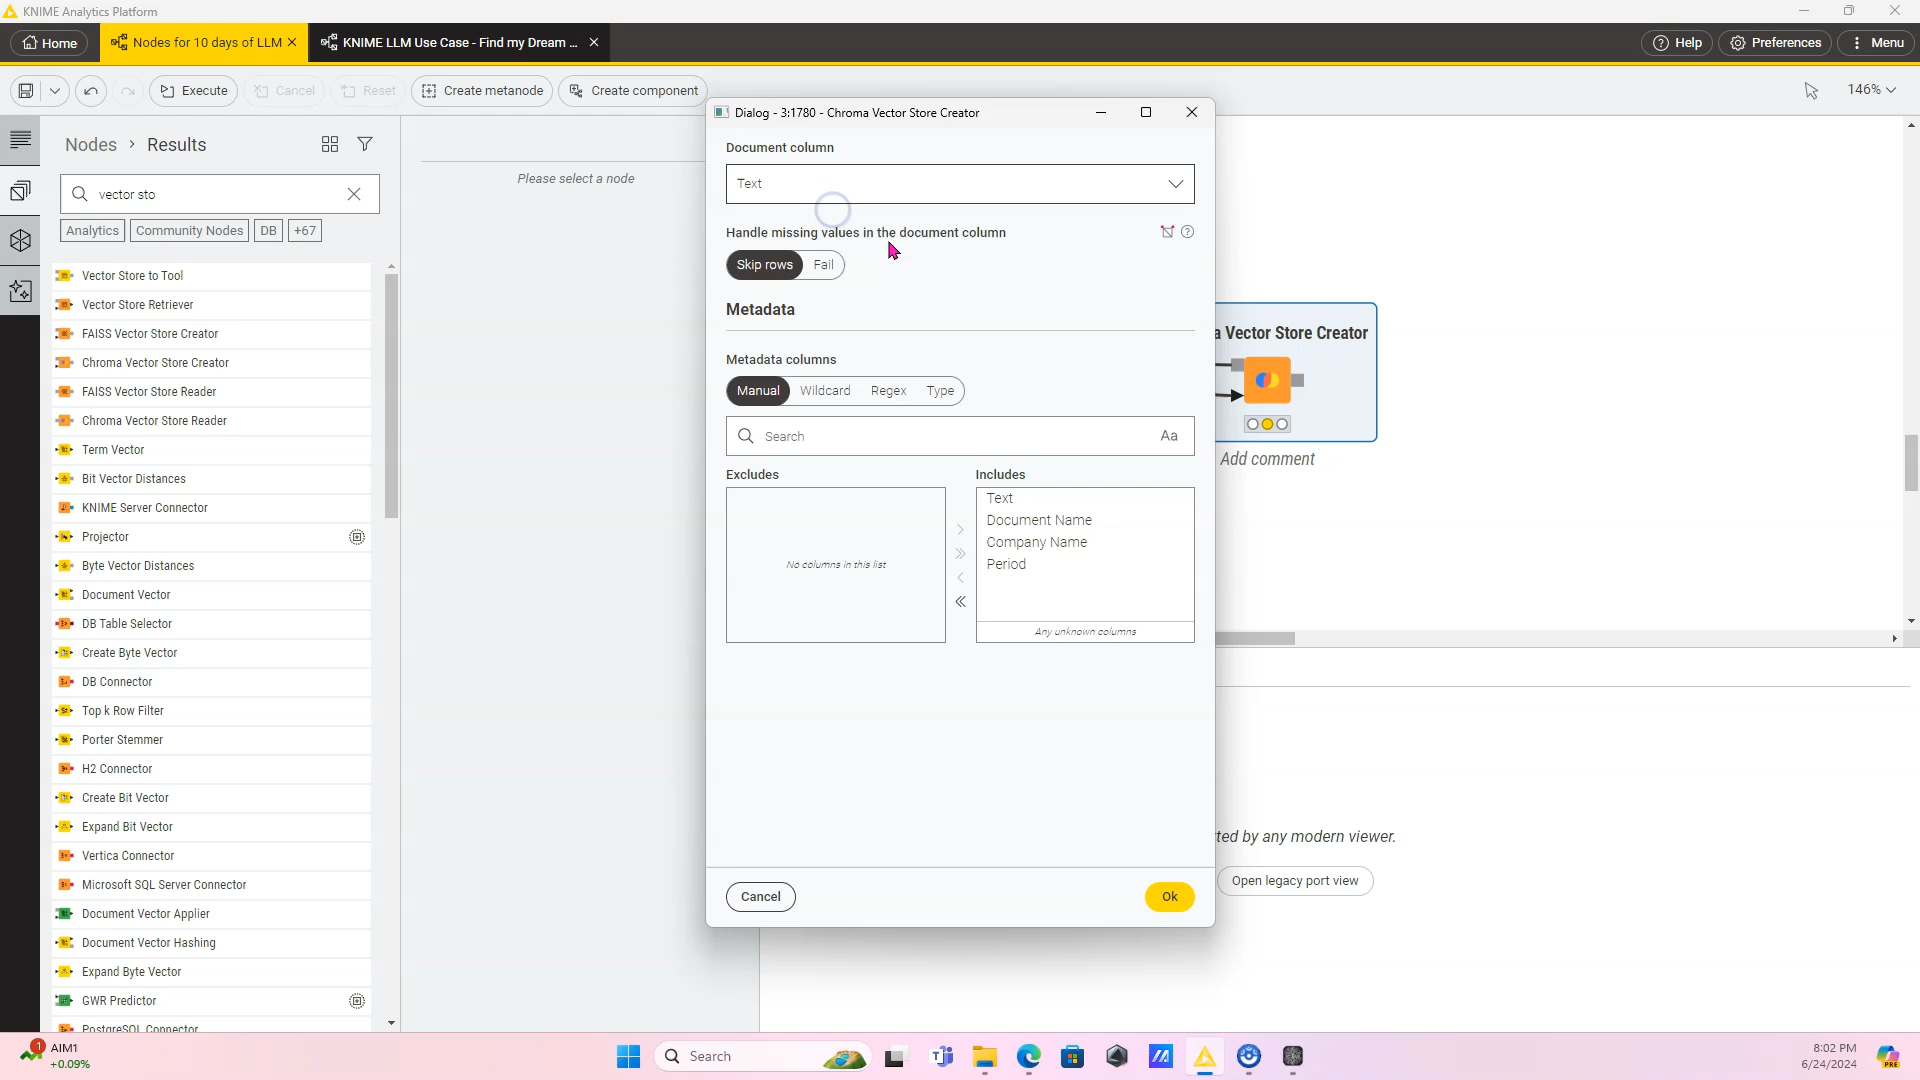 KNIME Analytics Platform
Home
Nodes for 10 days of LLM
KNIME LLM Use Case - Find my Dream ...
Help
Preferences
Menu
Execute
Cancel
Reset
Create metanode
Create component
146%
Nodes > Results
vector sto
Analytics
Community Nodes
DB
+67
Vector Store to Tool
Vector Store Retriever
FAISS Vector Store Creator
Chroma Vector Store Creator
FAISS Vector Store Reader
Chroma Vector Store Reader
Term Vector
Bit Vector Distances
KNIME Server Connector
Projector
Byte Vector Distances
Document Vector
DB Table Selector
Create Byte Vector
DB Connector
Top k Row Filter
Porter Stemmer
H2 Connector
Create Bit Vector
Expand Bit Vector
Vertica Connector
Microsoft SQL Server Connector
Document Vector Applier
Document Vector Hashing
Expand Byte Vector
GWR Predictor
PostgreSQL Connector
Please select a node
Dialog - 3:1780 - Chroma Vector Store Creator
Document column
Text
Handle missing values in the document column
Skip rows
Fail
Metadata
Metadata columns
Manual
Wildcard
Regex
Type
Search
Aa
Excludes
Includes
No columns in this list
Text
Document Name
Company Name
Period
Any unknown columns
Cancel
Ok
a Vector Store Creator
Add comment
ted by any modern viewer.
Open legacy port view
1
AIM1
+0.09%
Search
8:02 PM
6/24/2024
PRE